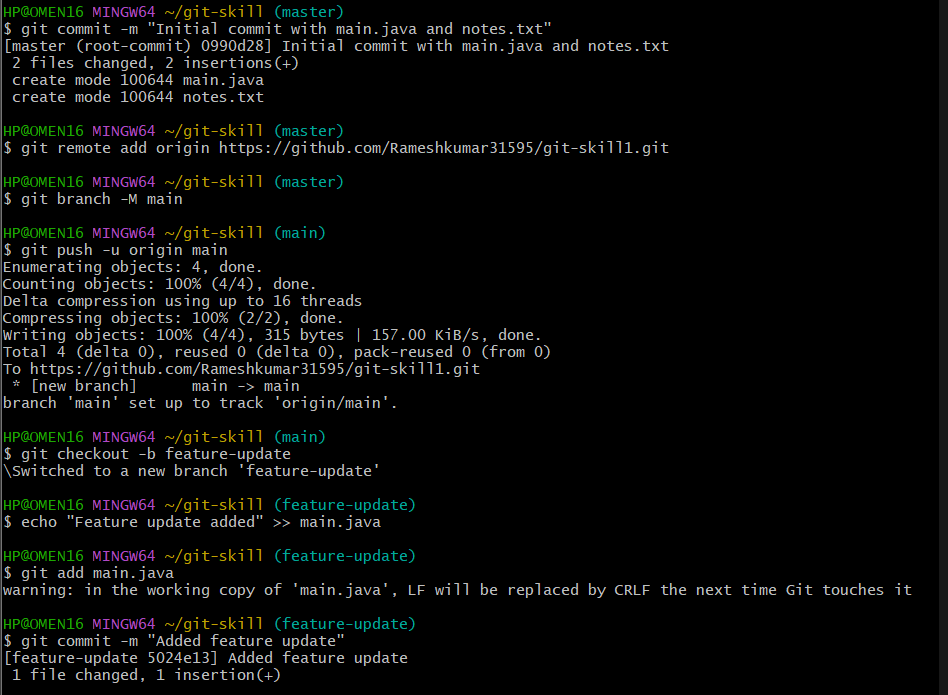 HP@OMEN16 MINGW64 ~/git-skill (master)
$ git commit -m "Initial commit with main.java and notes.txt"
[master (root-commit) 0990d28] Initial commit with main.java and notes.txt
 2 files changed, 2 insertions(+)
 create mode 100644 main.java
 create mode 100644 notes.txt

HP@OMEN16 MINGW64 ~/git-skill (master)
$ git remote add origin https://github.com/Rameshkumar31595/git-skill1.git

HP@OMEN16 MINGW64 ~/git-skill (master)
$ git branch -M main

HP@OMEN16 MINGW64 ~/git-skill (main)
$ git push -u origin main
Enumerating objects: 4, done.
Counting objects: 100% (4/4), done.
Delta compression using up to 16 threads
Compressing objects: 100% (2/2), done.
Writing objects: 100% (4/4), 315 bytes | 157.00 KiB/s, done.
Total 4 (delta 0), reused 0 (delta 0), pack-reused 0 (from 0)
To https://github.com/Rameshkumar31595/git-skill1.git
 * [new branch]      main -> main
branch 'main' set up to track 'origin/main'.

HP@OMEN16 MINGW64 ~/git-skill (main)
$ git checkout -b feature-update
\Switched to a new branch 'feature-update'

HP@OMEN16 MINGW64 ~/git-skill (feature-update)
$ echo "Feature update added" >> main.java

HP@OMEN16 MINGW64 ~/git-skill (feature-update)
$ git add main.java
warning: in the working copy of 'main.java', LF will be replaced by CRLF the next time Git touches it

HP@OMEN16 MINGW64 ~/git-skill (feature-update)
$ git commit -m "Added feature update"
[feature-update 5024e13] Added feature update
 1 file changed, 1 insertion(+)